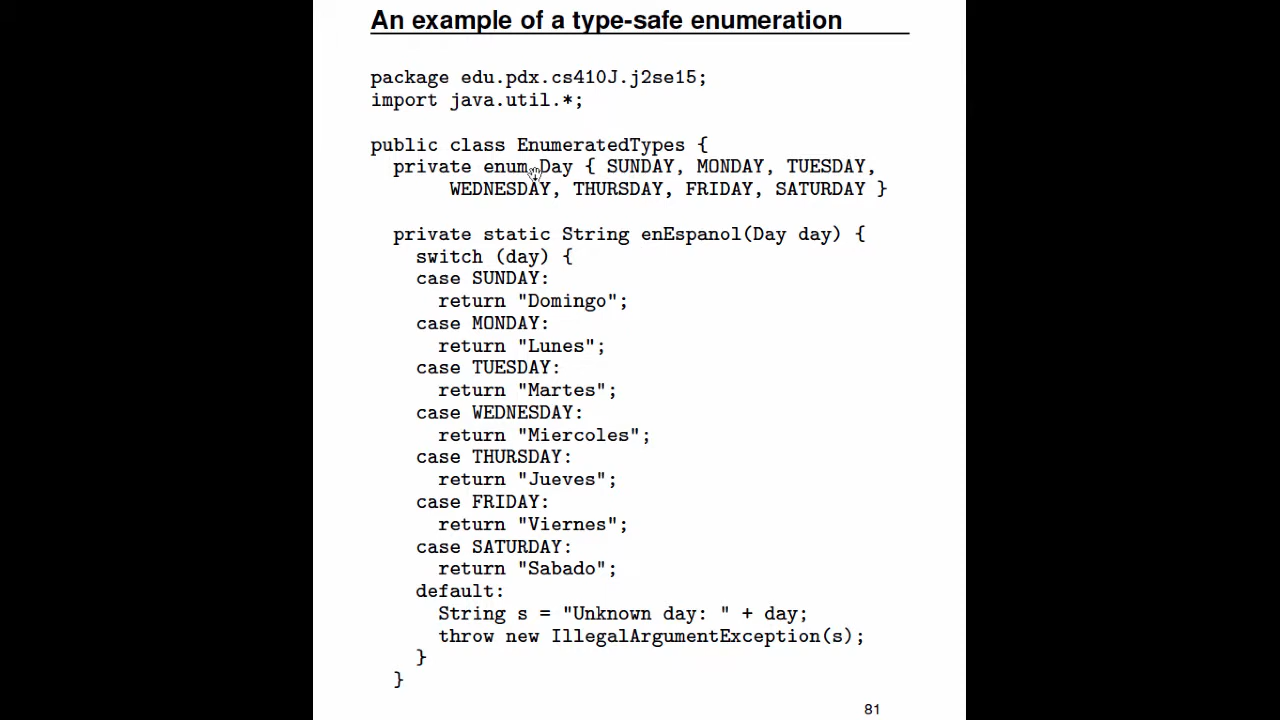 An example of a type-safe enumeration
package edu.pdx.cs410J.j2se15;
import java.util.*;
public class EnumeratedTypes {
private enum Day { SUNDAY, MONDAY, TUESDAY,
WEDNESDAY, THURSDAY, FRIDAY, SATURDAY }
private static String enEspanol(Day day) {
switch (day) {
case SUNDAY:
return "Domingo";
case MONDAY:
return "Lunes";
case TUESDAY:
return "Martes";
case WEDNESDAY:
return "Miercoles";
case THURSDAY:
return "Jueves";
case FRIDAY:
return "Viernes";
case SATURDAY:
return "Sabado";
default:
String s = "Unknown day: " + day;
throw new IllegalArgumentException(s);
}
}
81